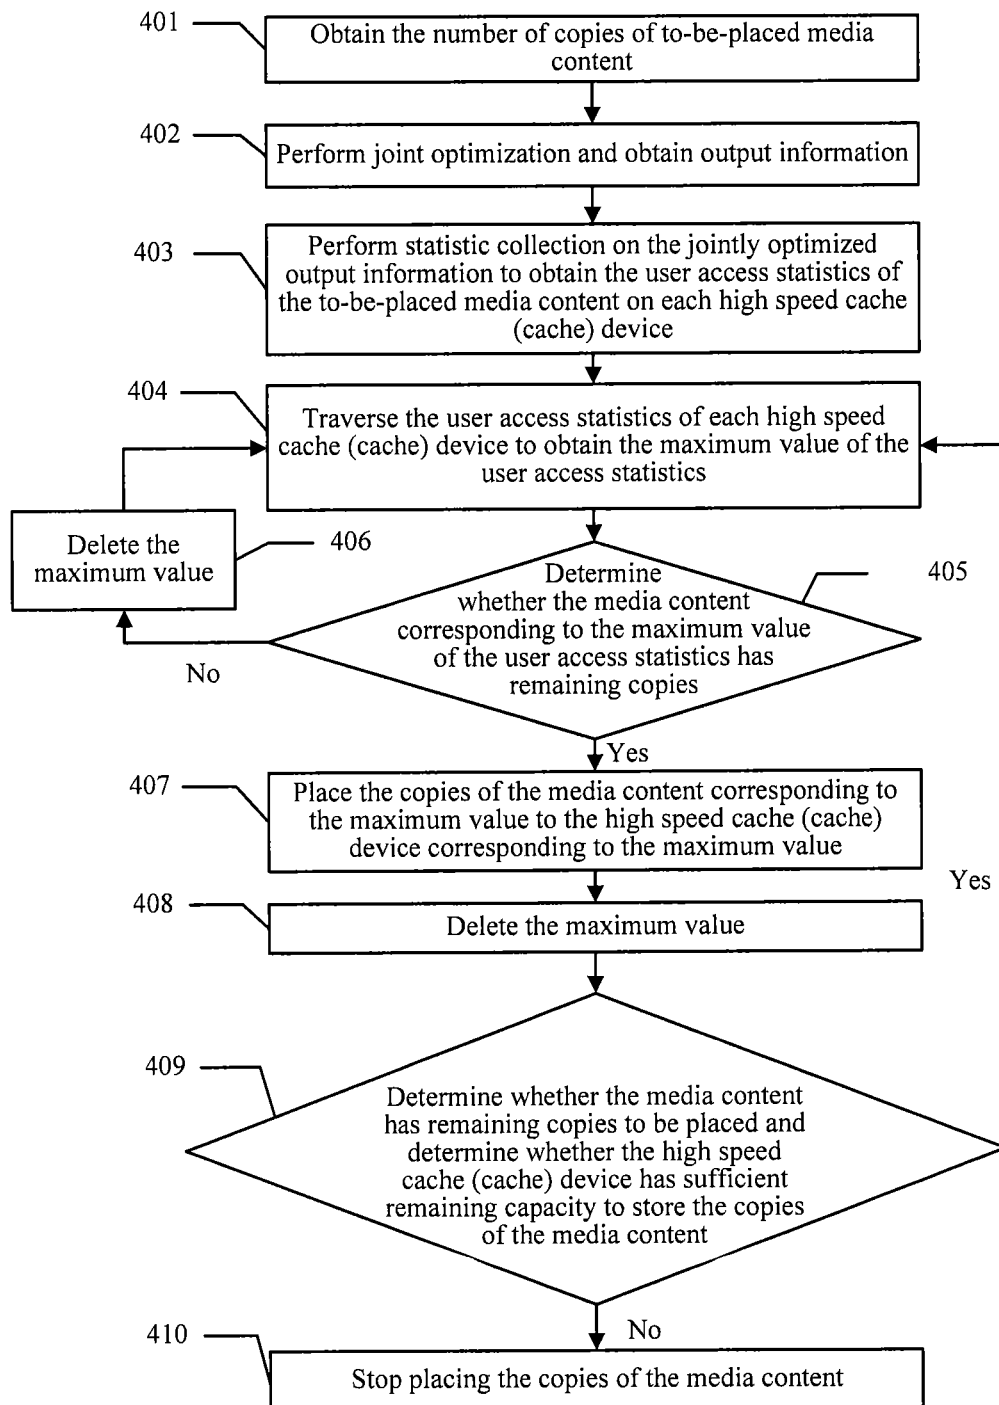 401
Obtain the number of copies of to-be-placed media
content
402
Perform joint optimization and obtain output information
403
Perform statistic collection on the jointly optimized
output information to obtain the user access statistics of
the to-be-placed media content on each high speed cache
(cache) device
404
Traverse the user access statistics of each high speed
cache (cache) device to obtain the maximum value of the
user access statistics
Delete the
maximum value
406
Determine
whether the media content
corresponding to the maximum value
of the user access statistics has
remaining copies
405
No
Yes
407
Place the copies of the media content corresponding to
the maximum value to the high speed cache (cache)
device corresponding to the maximum value
Yes
408
Delete the maximum value
409
Determine whether the media content
has remaining copies to be placed and
determine whether the high speed
cache (cache) device has sufficient
remaining capacity to store the copies
of the media content
No
410
Stop placing the copies of the media content